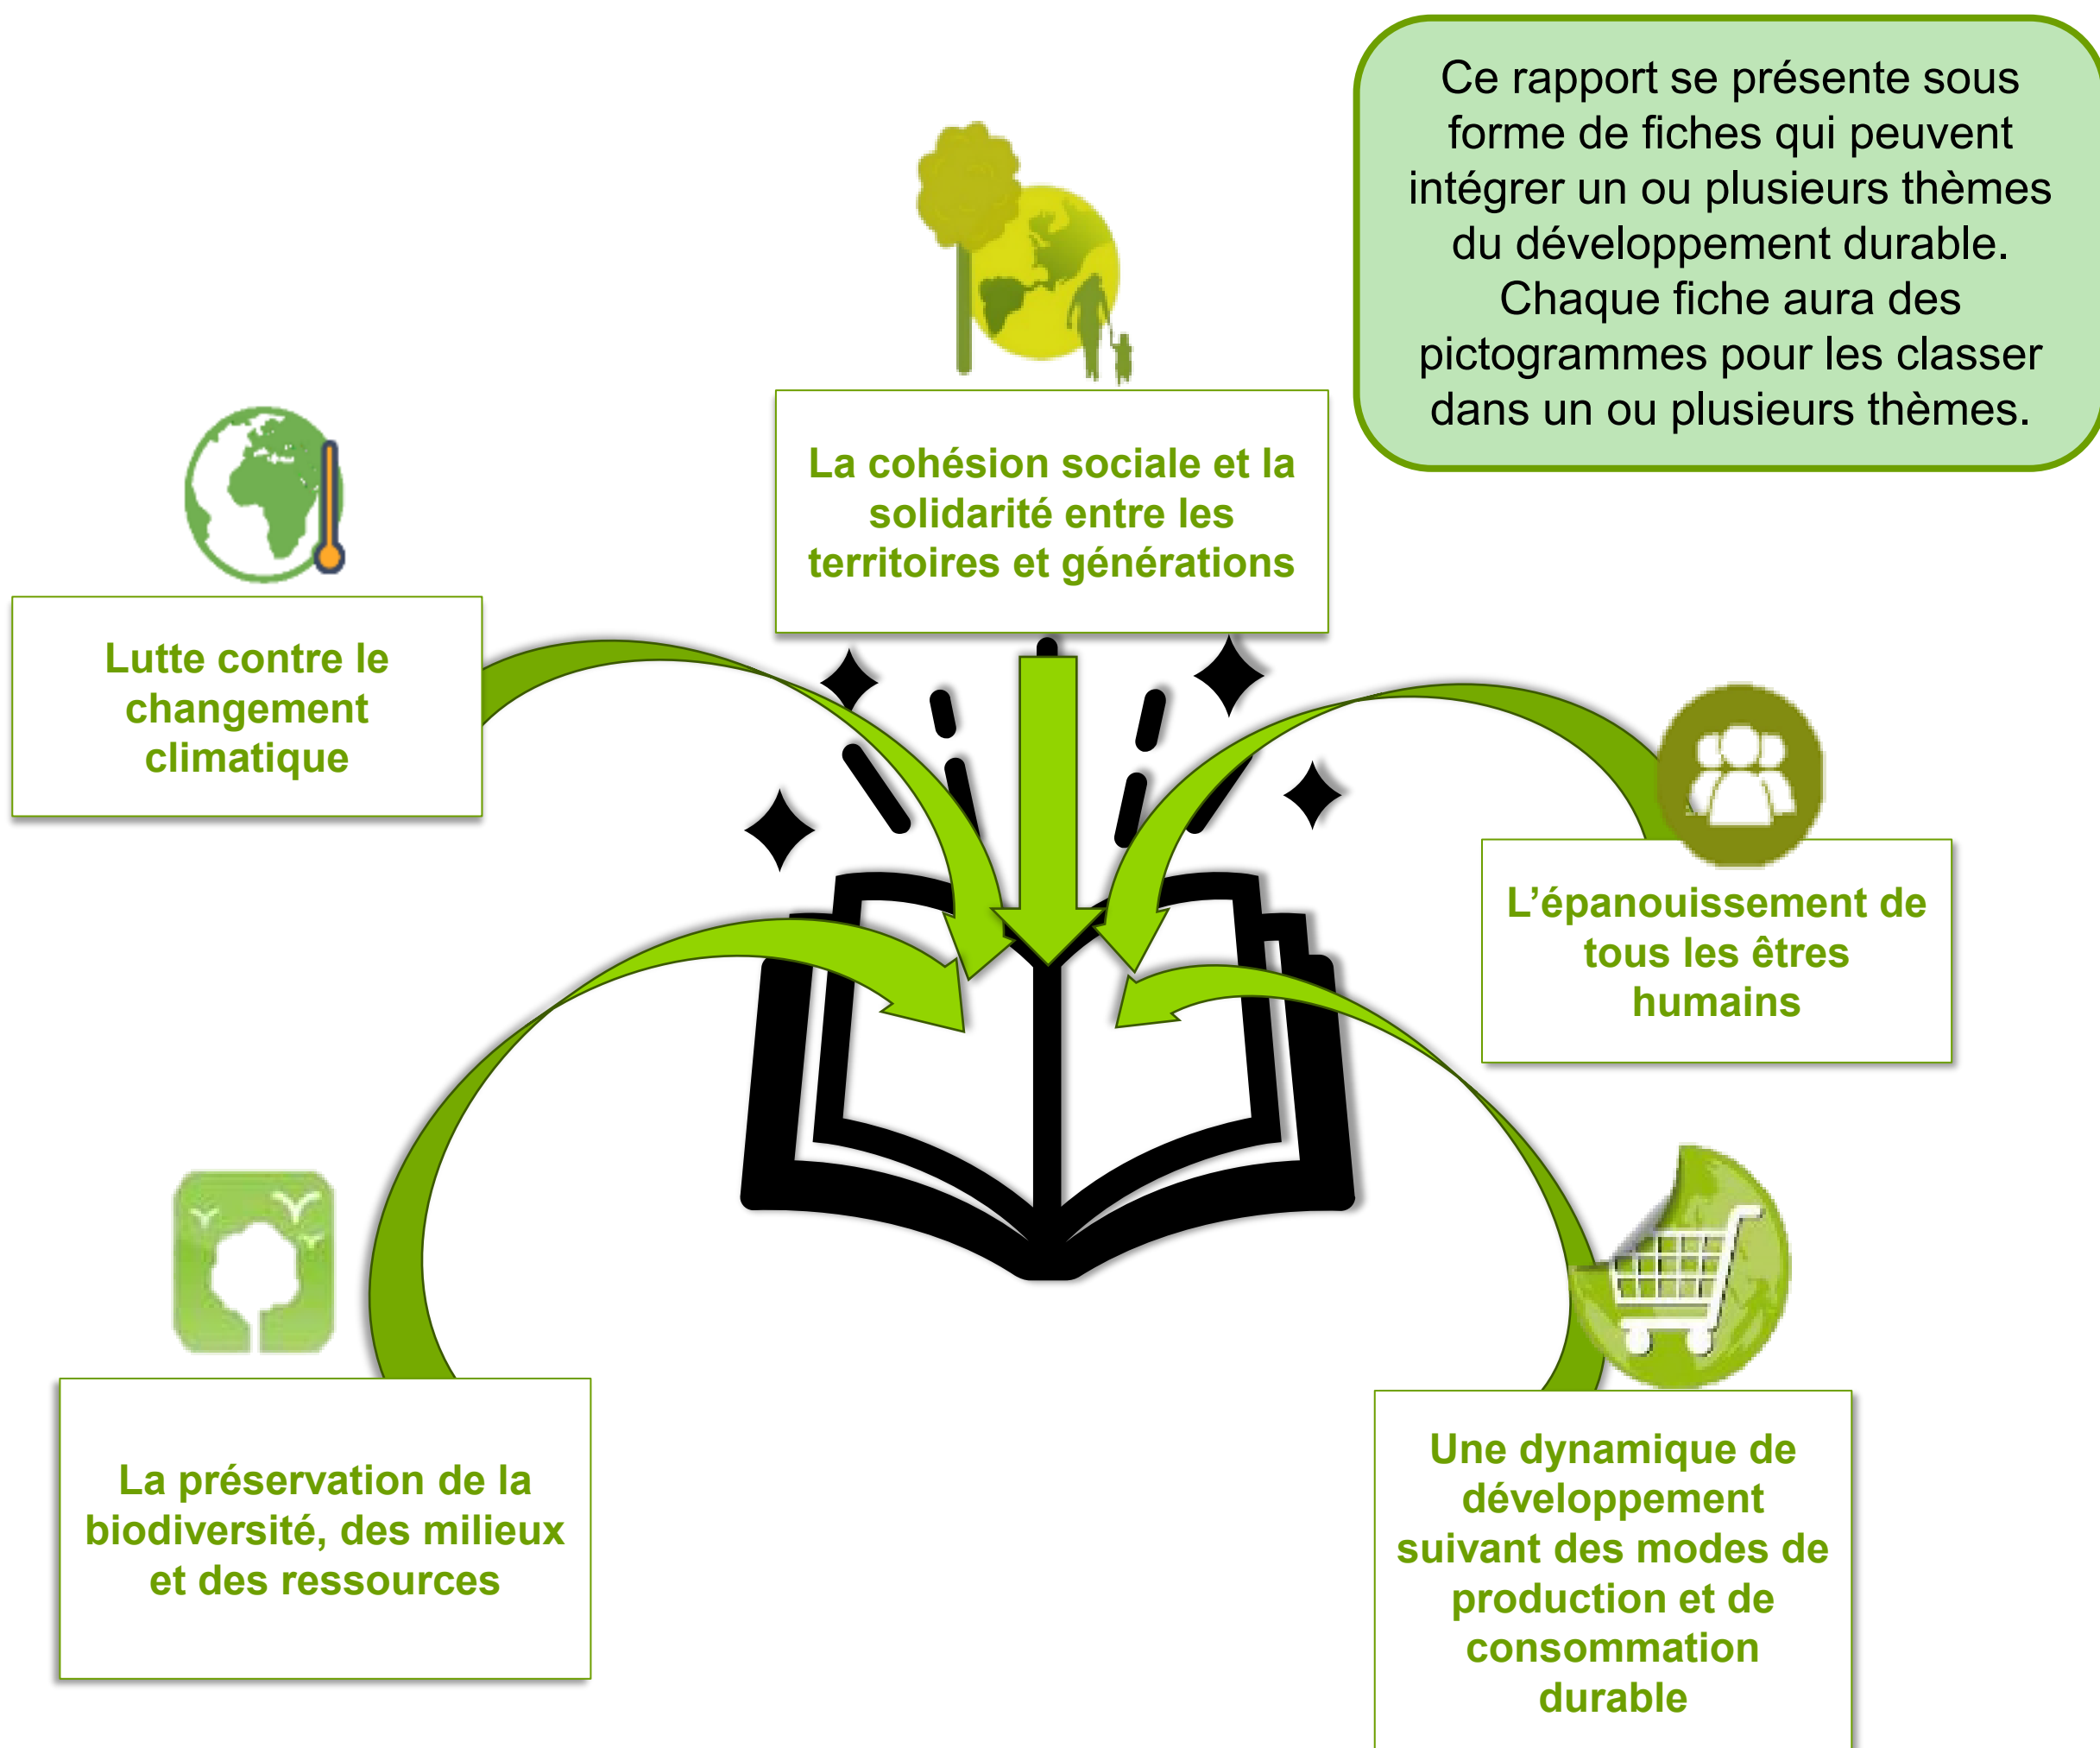 Ce rapport se présente sous
forme de fiches qui peuvent
intégrer un ou plusieurs thèmes
du développement durable.
Chaque fiche aura des
pictogrammes pour les classer
dans un ou plusieurs thèmes.
La cohésion sociale et la
solidarité entre les
territoires et générations
Lutte contre le
changement
climatique
L’épanouissement de
tous les êtres
humains
La préservation de la
biodiversité, des milieux
et des ressources
Une dynamique de
développement
suivant des modes de
production et de
consommation
durable